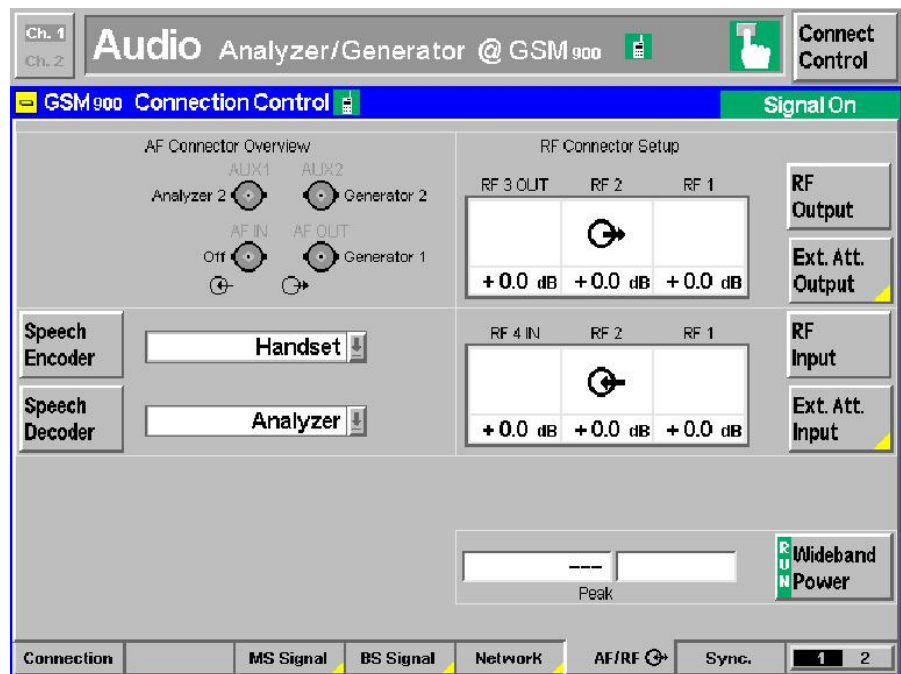 Ch. 1
Ch. 2
Audio Analyzer/Generator @ GSM 900
Connect
Control
GSM 900 Connection Control
Signal On
AF Connector Overview
AUX1 AUX2
Analyzer 2 Generator 2
AF IN AF OUT
Off Generator 1
RF Connector Setup
RF 3 OUT RF 2 RF 1
+ 0.0 dB + 0.0 dB + 0.0 dB
RF
Output
Ext. Att.
Output
Speech
Encoder
Handset
Speech
Decoder
Analyzer
RF 4 IN RF 2 RF 1
+ 0.0 dB + 0.0 dB + 0.0 dB
RF
Input
Ext. Att.
Input
---
Peak
RUN
Wideband
Power
Connection MS Signal BS Signal Network AF/RF Sync. 1 2